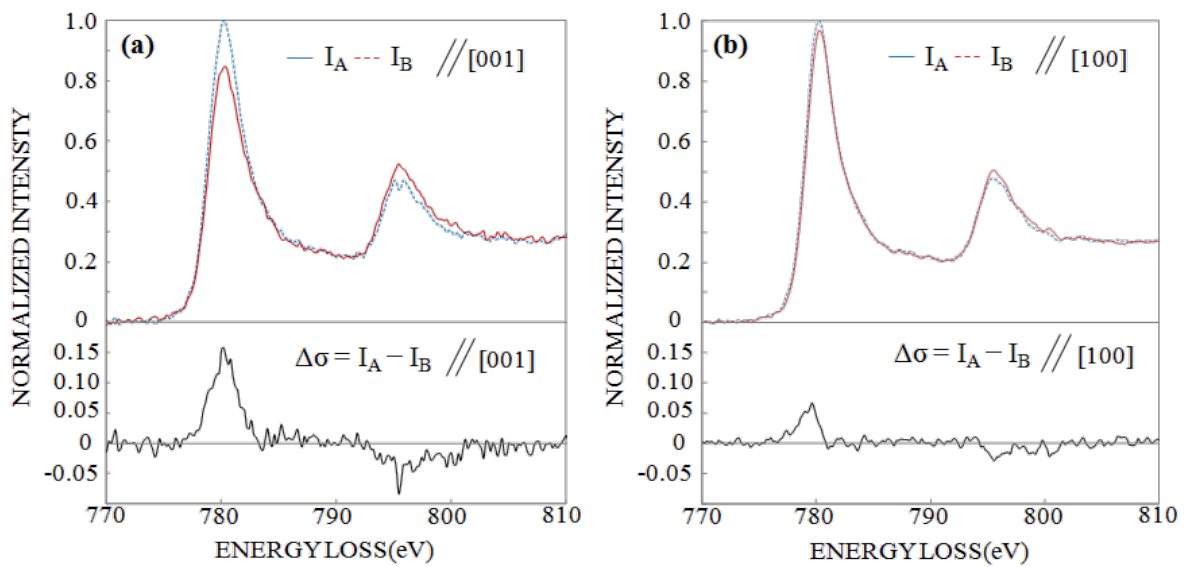 (a)
I_A I_B // [001]
NORMALIZED INTENSTY
1.0
0.8
0.6
0.4
0.2
0
Δσ = I_A − I_B // [001]
0.15
0.10
0.05
0
-0.05
770 780 790 800 810
ENERGY LOSS(eV)
(b)
I_A I_B // [100]
NORMALIZED INTENSTY
1.0
0.8
0.6
0.4
0.2
0
Δσ = I_A − I_B // [100]
0.15
0.10
0.05
0
-0.05
770 780 790 800 810
ENERGY LOSS(eV)